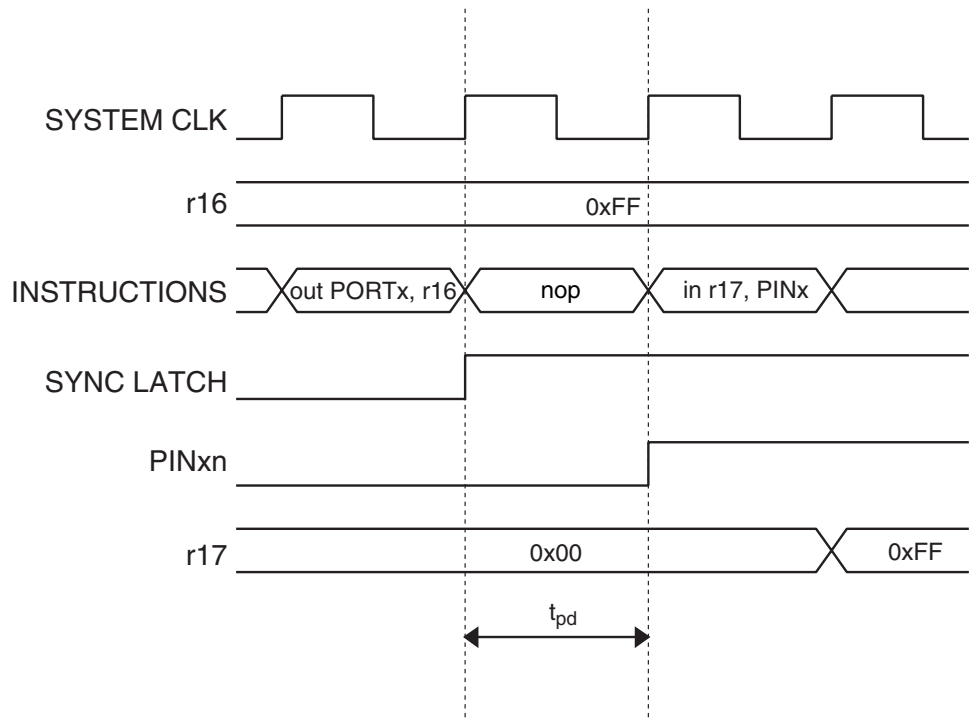 SYSTEM CLK
r16
0xFF
INSTRUCTIONS
out PORTx, r16
nop
in r17, PINx
SYNC LATCH
PINxn
r17
0x00
0xFF
tpd